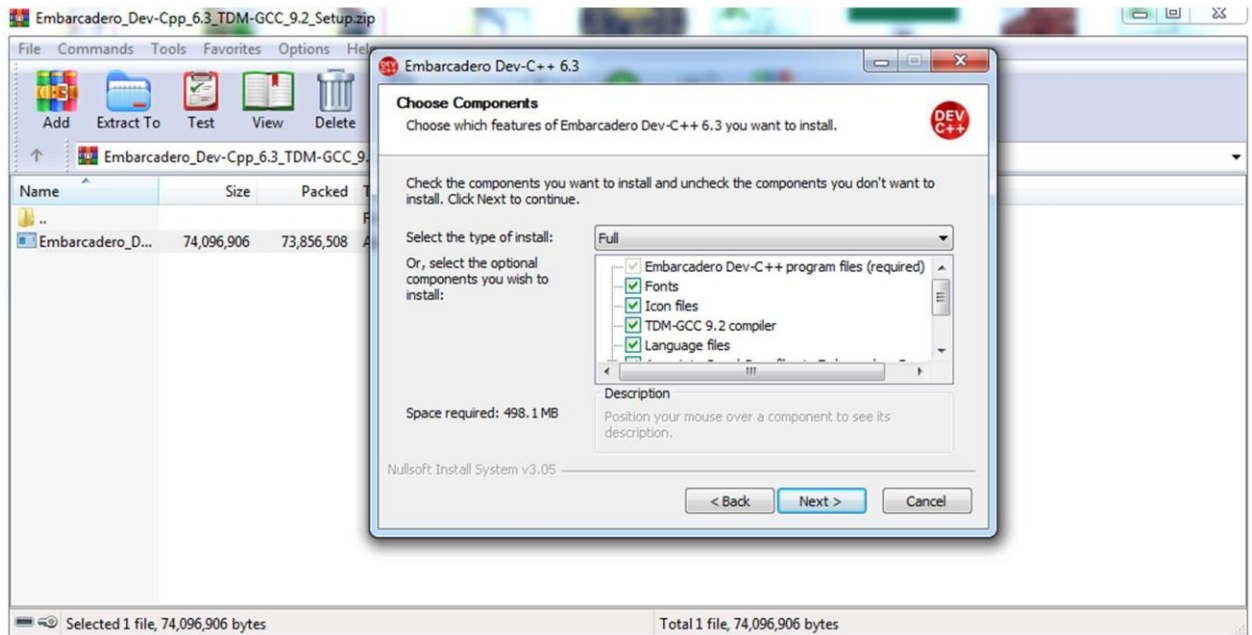 Embarcadero_Dev-Cpp_6.3_TDM-GCC_9.2_Setup.zip
File Commands Tools Favorites Options Help
Add Extract To Test View Delete
Embarcadero_Dev-Cpp_6.3_TDM-GCC_9.
Name Size Packed
..
Embarcadero_D... 74,096,906 73,856,508
Embarcadero Dev-C++ 6.3
Choose Components
Choose which features of Embarcadero Dev-C++ 6.3 you want to install.
DEV
C++
Check the components you want to install and uncheck the components you don't want to
install. Click Next to continue.
Select the type of install:
Full
Or, select the optional
components you wish to
install:
Embarcadero Dev-C++ program files (required)
Fonts
Icon files
TDM-GCC 9.2 compiler
Language files
Space required: 498.1 MB
Description
Position your mouse over a component to see its
description.
Nullsoft Install System v3.05
< Back Next > Cancel
Selected 1 file, 74,096,906 bytes
Total 1 file, 74,096,906 bytes